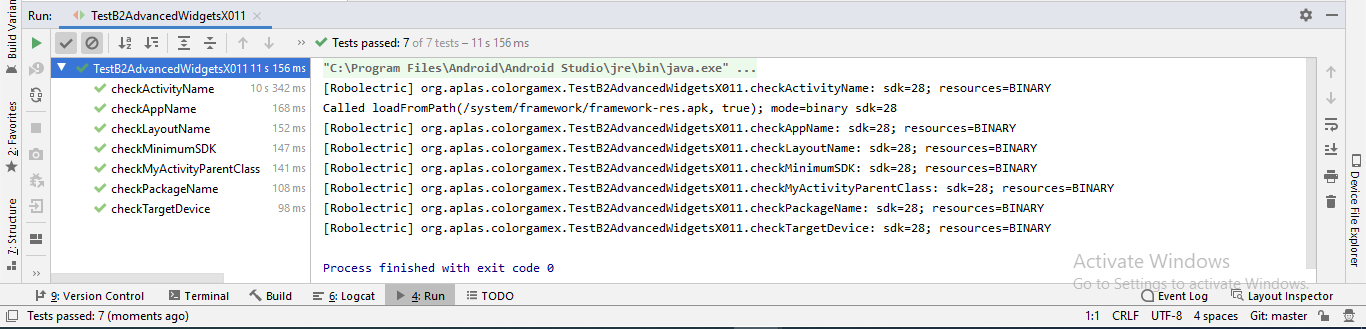 Run: TestB2AdvancedWidgetsX011
Tests passed: 7 of 7 tests – 11 s 156 ms
TestB2AdvancedWidgetsX011 11 s 156 ms
checkActivityName 10 s 342 ms
checkAppName 168 ms
checkLayoutName 152 ms
checkMinimumSDK 147 ms
checkMyActivityParentClass 141 ms
checkPackageName 108 ms
checkTargetDevice 98 ms
"C:\Program Files\Android\Android Studio\jre\bin\java.exe" ...
[Robolectric] org.aplas.colorgamex.TestB2AdvancedWidgetsX011.checkActivityName: sdk=28; resources=BINARY
Called loadFromPath(/system/framework/framework-res.apk, true); mode=binary sdk=28
[Robolectric] org.aplas.colorgamex.TestB2AdvancedWidgetsX011.checkAppName: sdk=28; resources=BINARY
[Robolectric] org.aplas.colorgamex.TestB2AdvancedWidgetsX011.checkLayoutName: sdk=28; resources=BINARY
[Robolectric] org.aplas.colorgamex.TestB2AdvancedWidgetsX011.checkMinimumSDK: sdk=28; resources=BINARY
[Robolectric] org.aplas.colorgamex.TestB2AdvancedWidgetsX011.checkMyActivityParentClass: sdk=28; resources=BINARY
[Robolectric] org.aplas.colorgamex.TestB2AdvancedWidgetsX011.checkPackageName: sdk=28; resources=BINARY
[Robolectric] org.aplas.colorgamex.TestB2AdvancedWidgetsX011.checkTargetDevice: sdk=28; resources=BINARY
Process finished with exit code 0
Build Varian
2: Favorites
Z: Structure
Device File Explorer
Activate Windows
Go to Settings to activate Windows.
9: Version Control Terminal Build 6: Logcat 4: Run TODO Event Log Layout Inspector
Tests passed: 7 (moments ago) 1:1 CRLF UTF-8 4 spaces Git: master